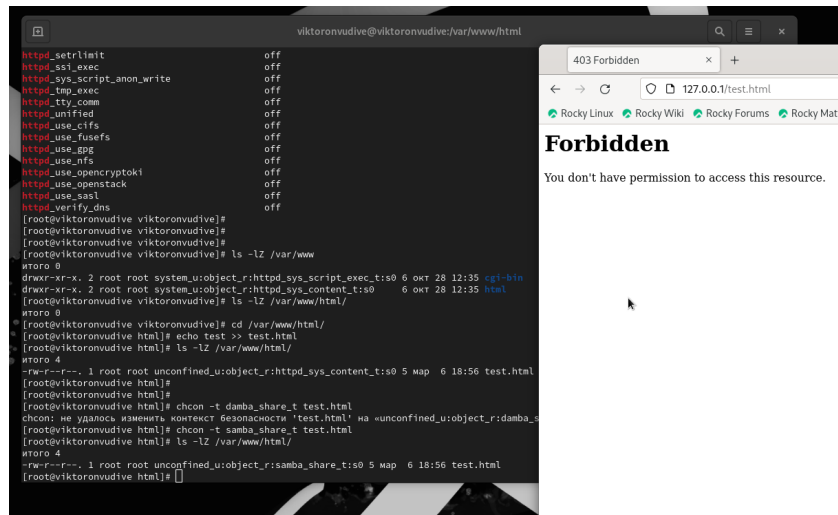 viktoronvudive@viktoronvudive:/var/www/html
httpd_setrlimit off
httpd_ssi_exec off
httpd_sys_script_anon_write off
httpd_tmp_exec off
httpd_tty_comm off
httpd_unified off
httpd_use_cifs off
httpd_use_fusefs off
httpd_use_gpg off
httpd_use_nfs off
httpd_use_opencryptoki off
httpd_use_openstack off
httpd_use_sasl off
httpd_verify_dns off
[root@viktoronvudive viktoronvudive]#
[root@viktoronvudive viktoronvudive]#
[root@viktoronvudive viktoronvudive]#
[root@viktoronvudive viktoronvudive]# ls -lZ /var/www
итого 0
drwxr-xr-x. 2 root root system_u:object_r:httpd_sys_script_exec_t:s0 6 окт 28 12:35 cgi-bin
drwxr-xr-x. 2 root root system_u:object_r:httpd_sys_content_t:s0 6 окт 28 12:35 html
[root@viktoronvudive viktoronvudive]# ls -lZ /var/www/html/
итого 0
[root@viktoronvudive viktoronvudive]# cd /var/www/html/
[root@viktoronvudive html]# echo test >> test.html
[root@viktoronvudive html]# ls -lZ /var/www/html/
итого 4
-rw-r--r--. 1 root root unconfined_u:object_r:httpd_sys_content_t:s0 5 мар 6 18:56 test.html
[root@viktoronvudive html]#
[root@viktoronvudive html]#
[root@viktoronvudive html]# chcon -t damba_share_t test.html
chcon: не удалось изменить контекст безопасности 'test.html' на «unconfined_u:object_r:damba_s
[root@viktoronvudive html]# chcon -t samba_share_t test.html
[root@viktoronvudive html]# ls -lZ /var/www/html/
итого 4
-rw-r--r--. 1 root root unconfined_u:object_r:samba_share_t:s0 5 мар 6 18:56 test.html
[root@viktoronvudive html]#
403 Forbidden
127.0.0.1/test.html
Rocky Linux Rocky Wiki Rocky Forums Rocky Mat
Forbidden
You don't have permission to access this resource.